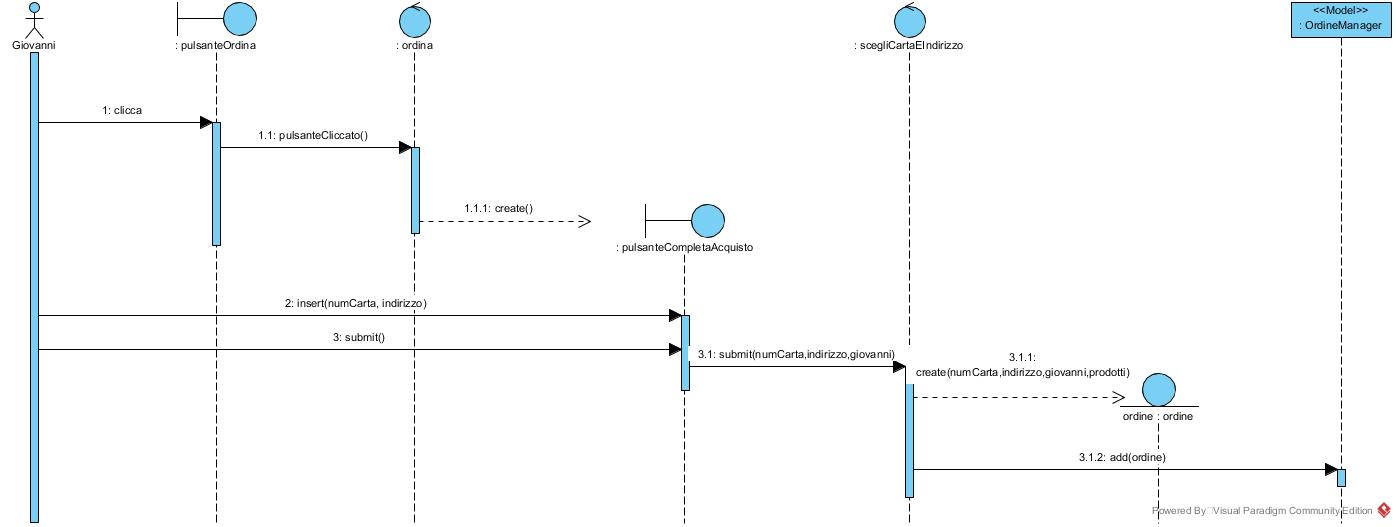 <<Model>>
: OrdineManager
Giovanni
: pulsanteOrdina
: ordina
: scegliCartaEIndirizzo
1: clicca
1.1: pulsanteCliccato()
1.1.1: create()
: pulsanteCompletaAcquisto
2: insert(numCarta, indirizzo)
3: submit()
3.1: submit(numCarta,indirizzo,giovanni)
3.1.1:
create(numCarta,indirizzo,giovanni,prodotti)
ordine : ordine
3.1.2: add(ordine)
Powered By Visual Paradigm Community Edition